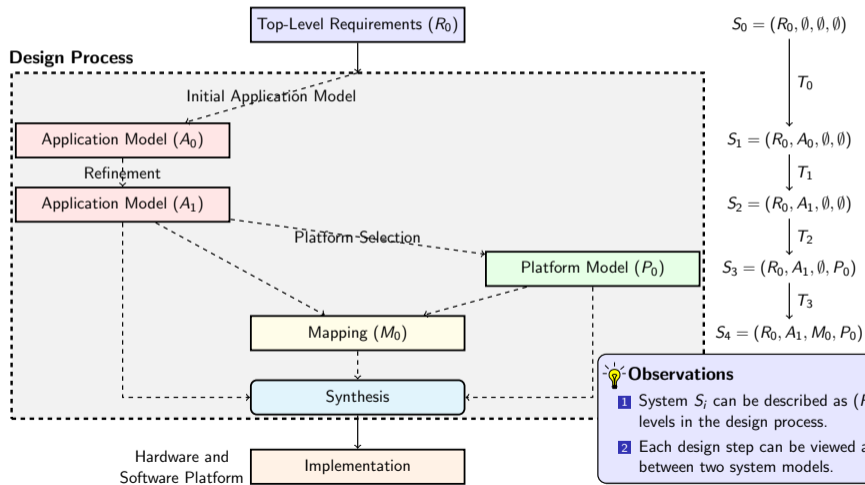 Top-Level Requirements (R₀)
Design Process
Initial Application Model
Application Model (A₀)
Refinement
Application Model (A₁)
Platform Selection
Platform Model (P₀)
Mapping (M₀)
Synthesis
Hardware and
Software Platform
Implementation
S₀ = (R₀, ∅, ∅, ∅)
T₀
S₁ = (R₀, A₀, ∅, ∅)
T₁
S₂ = (R₀, A₁, ∅, ∅)
T₂
S₃ = (R₀, A₁, ∅, P₀)
T₃
S₄ = (R₀, A₁, M₀, P₀)
Observations
1 System Sᵢ can be described as (
levels in the design process.
2 Each design step can be viewed
between two system models.